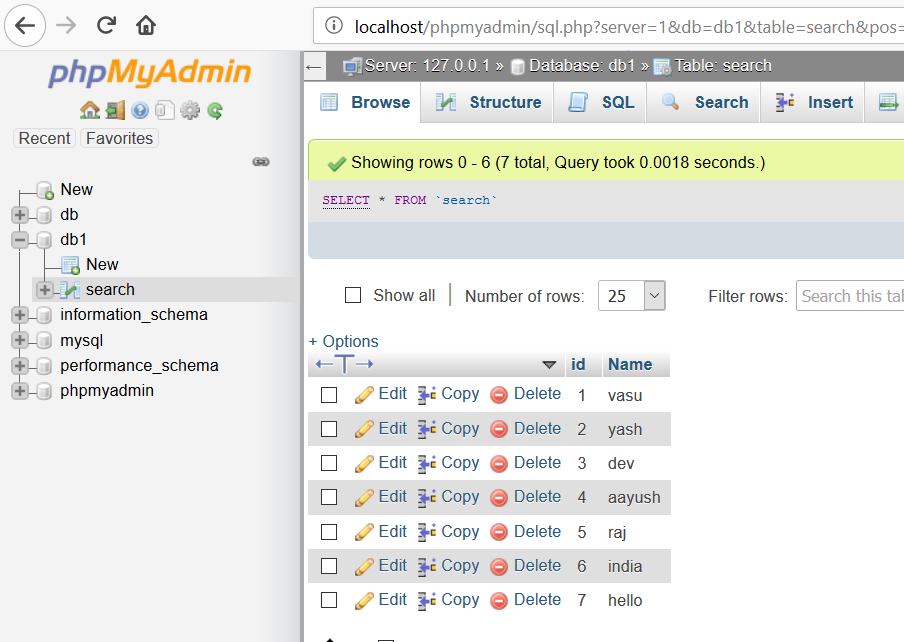 localhost/phpmyadmin/sql.php?server=1&db=db1&table=search&pos=
phpMyAdmin
Recent Favorites
New
db
db1
New
search
information_schema
mysql
performance_schema
phpmyadmin
Server: 127.0.0.1 » Database: db1 » Table: search
Browse Structure SQL Search Insert
Showing rows 0 - 6 (7 total, Query took 0.0018 seconds.)
SELECT * FROM `search`
Show all Number of rows: 25 Filter rows: Search this tab
+ Options
←T→ id Name
Edit Copy Delete 1 vasu
Edit Copy Delete 2 yash
Edit Copy Delete 3 dev
Edit Copy Delete 4 aayush
Edit Copy Delete 5 raj
Edit Copy Delete 6 india
Edit Copy Delete 7 hello